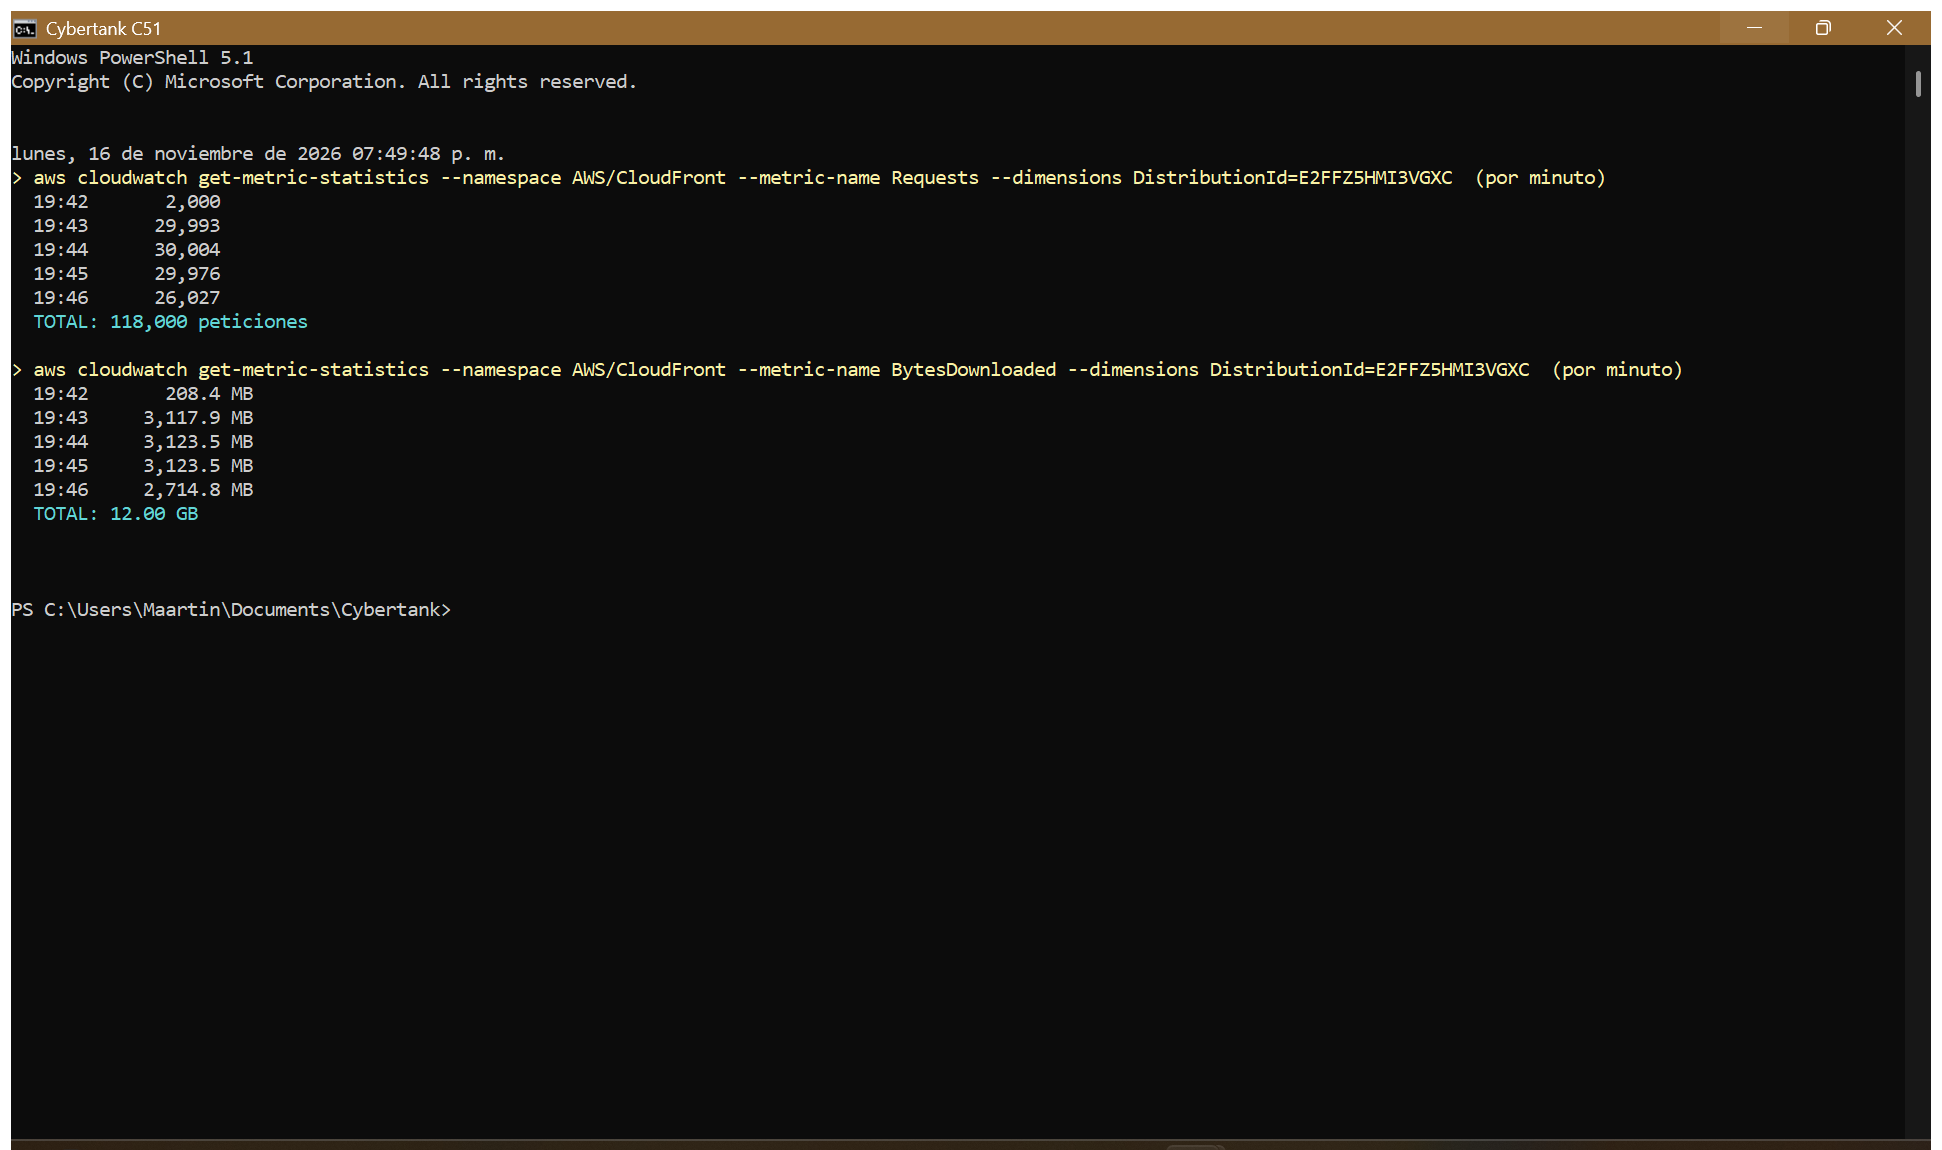 Cybertank C51
Windows PowerShell 5.1
Copyright (C) Microsoft Corporation. All rights reserved.
lunes, 16 de noviembre de 2026 07:49:48 p. m.
> aws cloudwatch get-metric-statistics --namespace AWS/CloudFront --metric-name Requests --dimensions DistributionId=E2FFZ5HMI3VGXC (por minuto)
19:42 2,000
19:43 29,993
19:44 30,004
19:45 29,976
19:46 26,027
TOTAL: 118,000 peticiones
> aws cloudwatch get-metric-statistics --namespace AWS/CloudFront --metric-name BytesDownloaded --dimensions DistributionId=E2FFZ5HMI3VGXC (por minuto)
19:42 208.4 MB
19:43 3,117.9 MB
19:44 3,123.5 MB
19:45 3,123.5 MB
19:46 2,714.8 MB
TOTAL: 12.00 GB
PS C:\Users\Maartin\Documents\Cybertank>